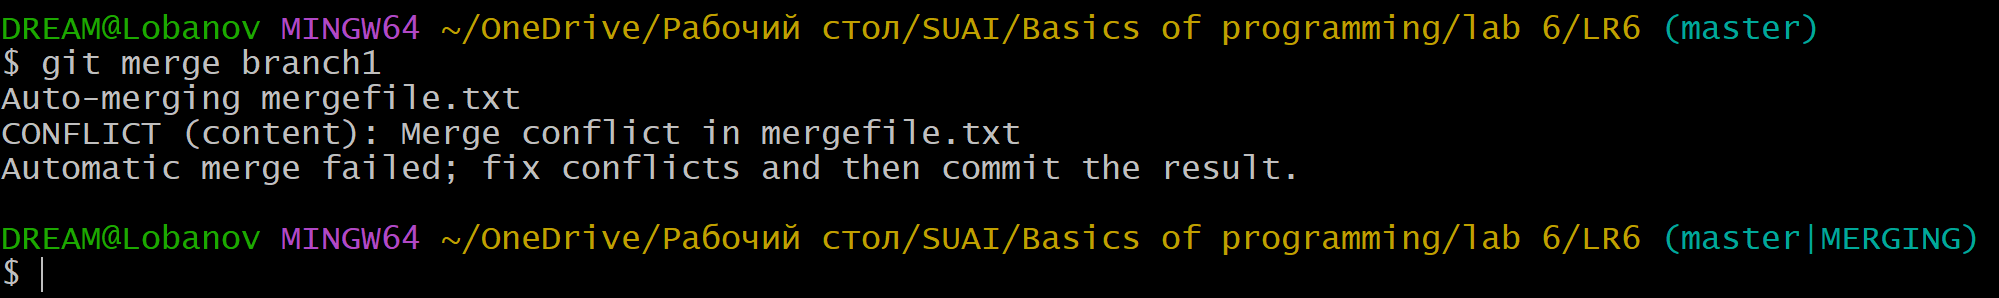 DREAM@Lobanov MINGW64 ~/OneDrive/Рабочий стол/SUAI/Basics of programming/lab 6/LR6 (master)
$ git merge branch1
Auto-merging mergefile.txt
CONFLICT (content): Merge conflict in mergefile.txt
Automatic merge failed; fix conflicts and then commit the result.
DREAM@Lobanov MINGW64 ~/OneDrive/Рабочий стол/SUAI/Basics of programming/lab 6/LR6 (master|MERGING)
$